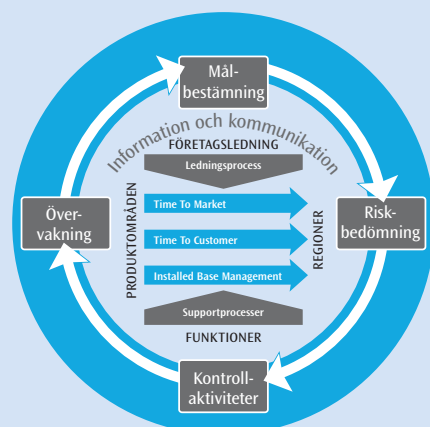 Mål-
bestämning
Information och kommunikation
FÖRETAGSLEDNING
Ledningsprocess
PRODUKTOMRÅDEN
Time To Market
Time To Customer
Installed Base Management
REGIONER
Supportprocesser
FUNKTIONER
Över-
vakning
Risk-
bedömning
Kontroll-
aktiviteter